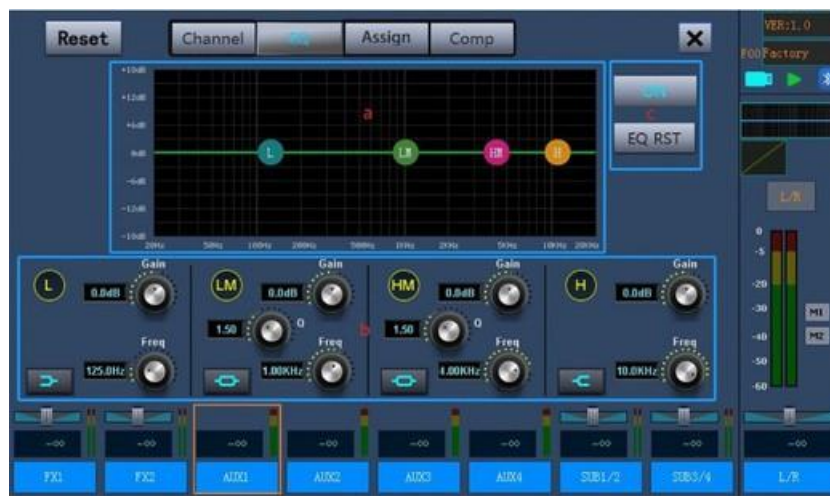 Reset Channel EQ Assign Comp X
VER:1.0
F00 Factory
+18dB
+12dB
+6dB
0dB
-6dB
-12dB
-18dB
a
L LM HM H
20Hz 50Hz 100Hz 200Hz 500Hz 1KHz 2KHz 5KHz 10KHz 20KHz
ON
c
EQ RST
L/R
0
-5
-20
-30
-40
-50
-60
M1
M2
L Gain LM Gain HM Gain H Gain
0.0dB 0.0dB 0.0dB 0.0dB
1.50 Q b 1.50 Q
Freq Freq Freq Freq
125.0Hz 1.00KHz 4.00KHz 10.0KHz
-∞ -∞ -∞ -∞ -∞ -∞ -∞ -∞ -∞
FX1 FX2 AUX1 AUX2 AUX3 AUX4 SUB1/2 SUB3/4 L/R